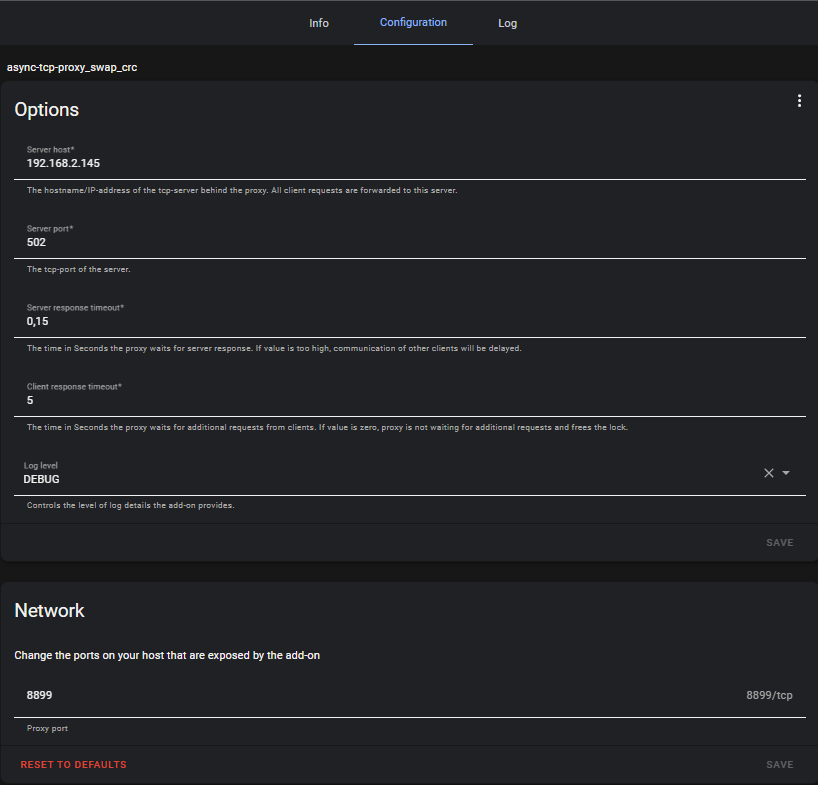 Info
Configuration
Log
async-tcp-proxy_swap_crc
Options
Server host*
192.168.2.145
The hostname/IP-address of the tcp-server behind the proxy. All client requests are forwarded to this server.
Server port*
502
The tcp-port of the server.
Server response timeout*
0,15
The time in Seconds the proxy waits for server response. If value is too high, communication of other clients will be delayed.
Client response timeout*
5
The time in Seconds the proxy waits for additional requests from clients. If value is zero, proxy is not waiting for additional requests and frees the lock.
Log level
DEBUG
Controls the level of log details the add-on provides.
SAVE
Network
Change the ports on your host that are exposed by the add-on
8899 8899/tcp
Proxy port
RESET TO DEFAULTS SAVE